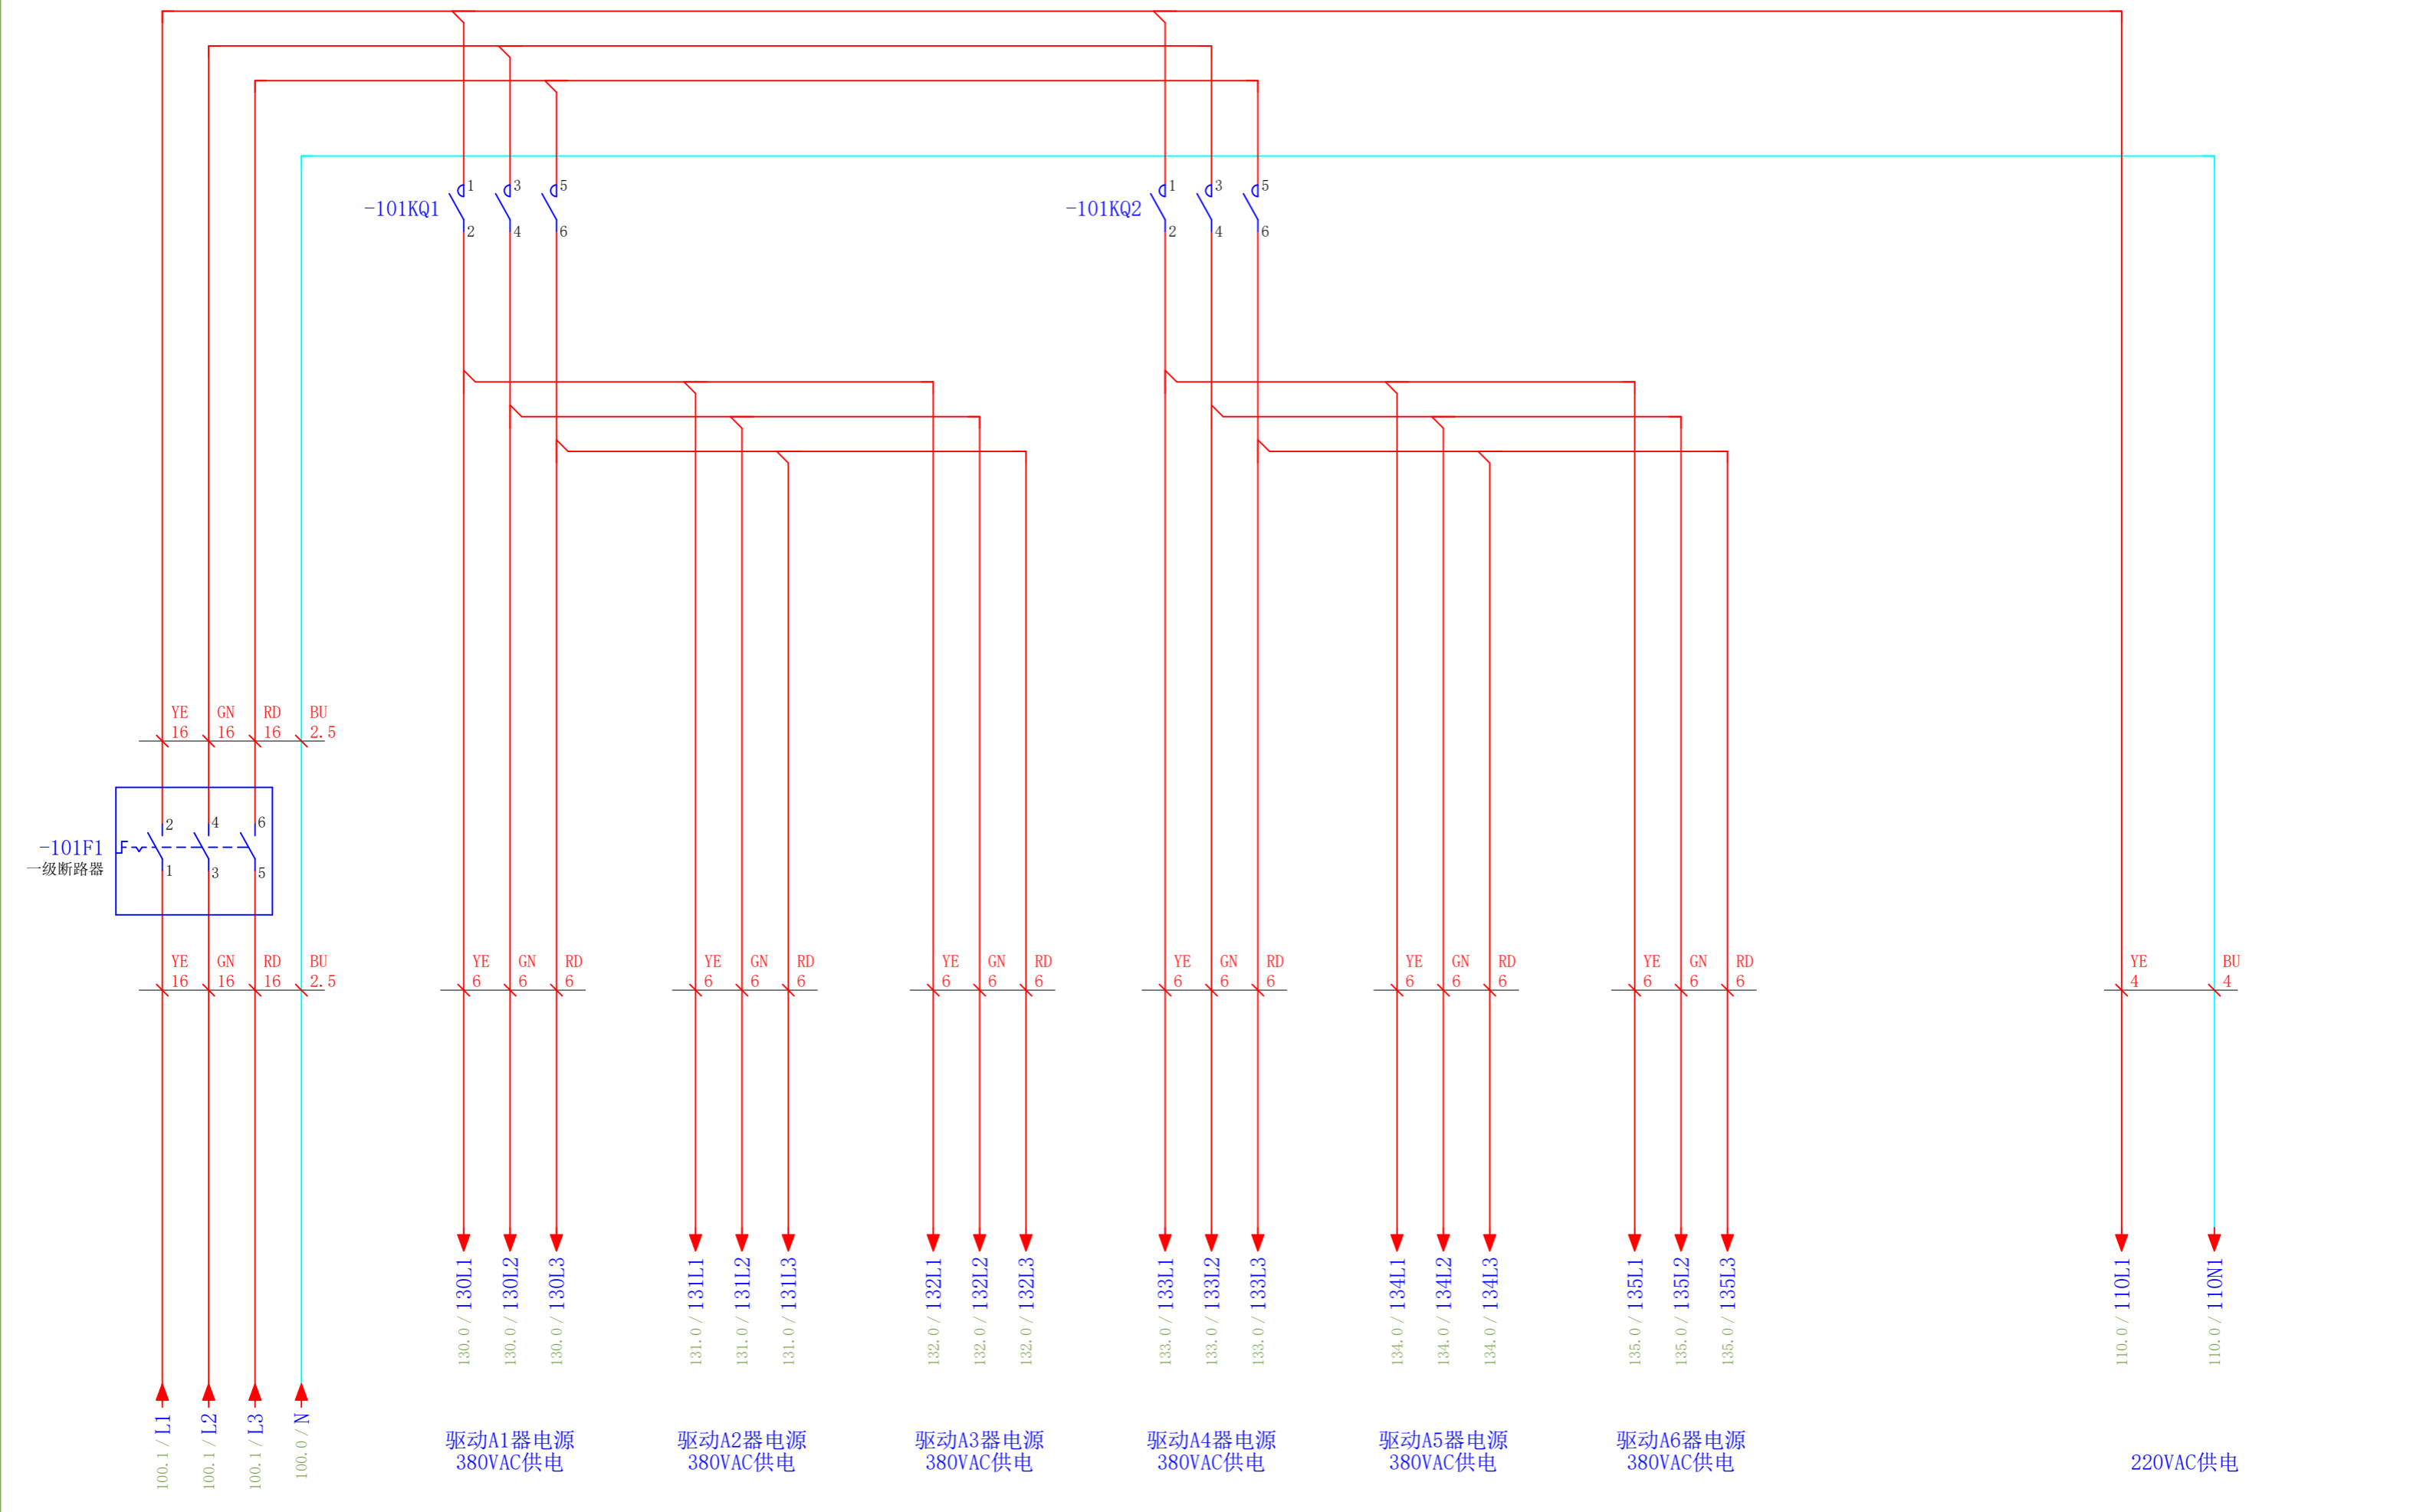 1 3 5 1 3 5
-101KQ1 -101KQ2
2 4 6 2 4 6
YE GN RD BU
16 16 16 2.5
2 4 6
-101F1
一级断路器
1 3 5
YE GN RD BU YE GN RD YE GN RD YE GN RD YE GN RD YE GN RD YE GN RD YE BU
16 16 16 2.5 6 6 6 6 6 6 6 6 6 6 6 6 6 6 6 6 6 6 4 4
130.0 / 130L1
130.0 / 130L2
130.0 / 130L3
131.0 / 131L1
131.0 / 131L2
131.0 / 131L3
132.0 / 132L1
132.0 / 132L2
132.0 / 132L3
133.0 / 133L1
133.0 / 133L2
133.0 / 133L3
134.0 / 134L1
134.0 / 134L2
134.0 / 134L3
135.0 / 135L1
135.0 / 135L2
135.0 / 135L3
110.0 / 110L1
110.0 / 110N1
100.1 / L1
100.1 / L2
100.1 / L3
100.0 / N
驱动A1器电源
380VAC供电
驱动A2器电源
380VAC供电
驱动A3器电源
380VAC供电
驱动A4器电源
380VAC供电
驱动A5器电源
380VAC供电
驱动A6器电源
380VAC供电
220VAC供电